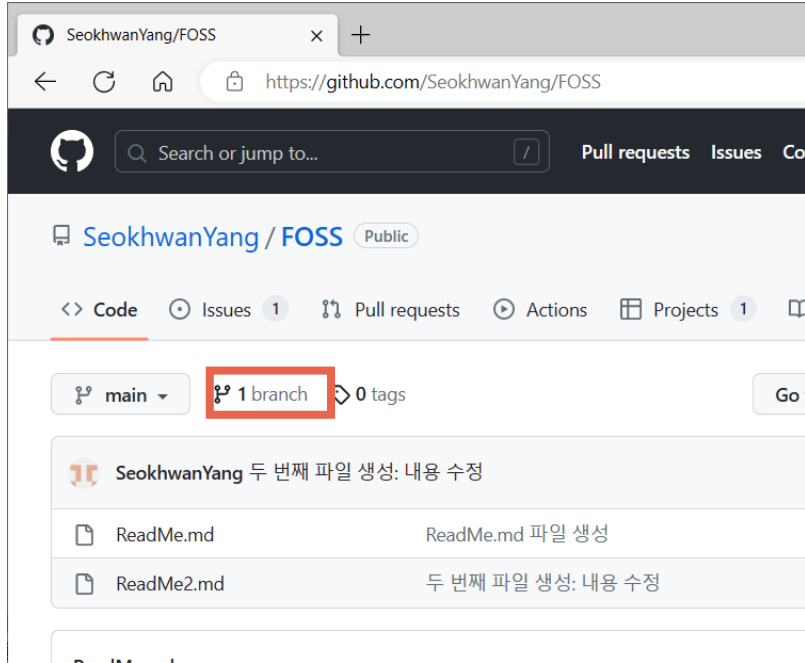 SeokhwanYang/FOSS
https://github.com/SeokhwanYang/FOSS
Search or jump to... / Pull requests Issues Co
SeokhwanYang / FOSS Public
<> Code Issues 1 Pull requests Actions Projects 1
main 1 branch 0 tags Go
SeokhwanYang 두 번째 파일 생성: 내용 수정
ReadMe.md ReadMe.md 파일 생성
ReadMe2.md 두 번째 파일 생성: 내용 수정